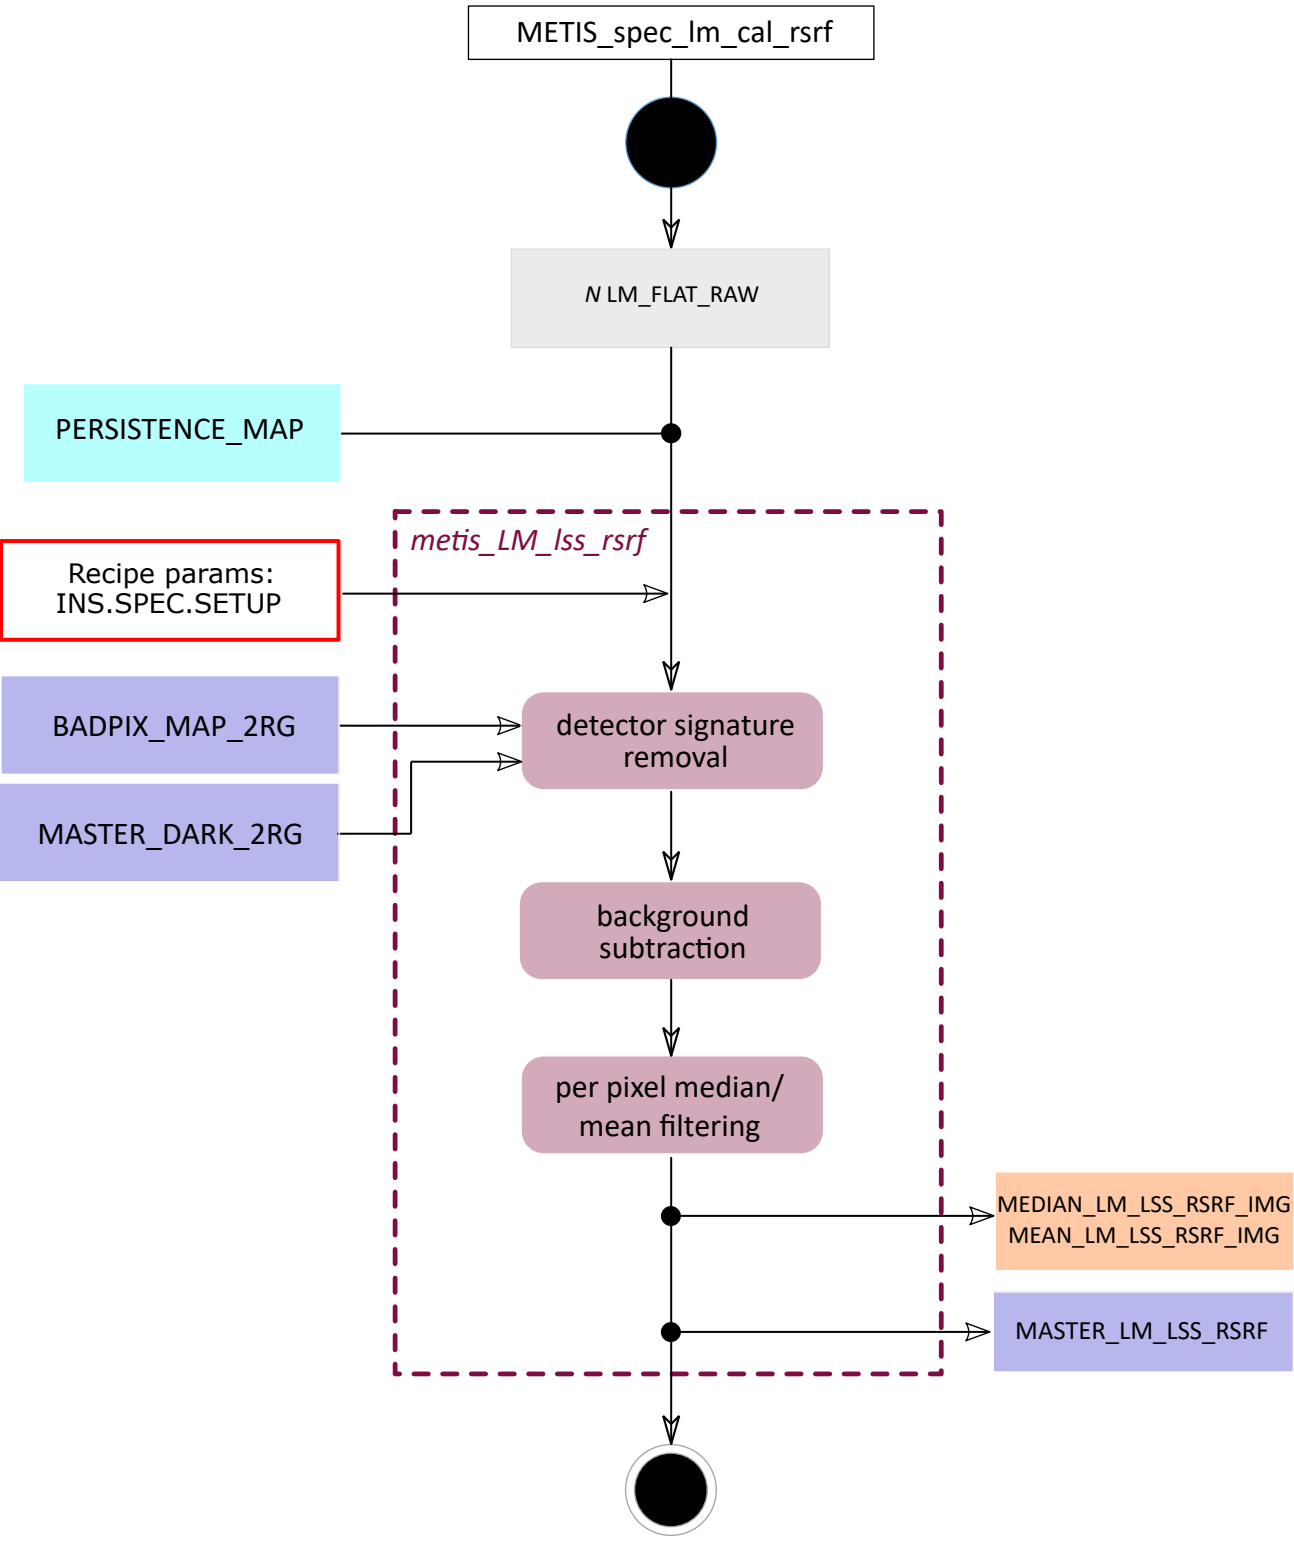 METIS_spec_lm_cal_rsrf
N LM_FLAT_RAW
PERSISTENCE_MAP
metis_LM_lss_rsrf
Recipe params:
INS.SPEC.SETUP
BADPIX_MAP_2RG
detector signature
removal
MASTER_DARK_2RG
background
subtraction
per pixel median/
mean filtering
MEDIAN_LM_LSS_RSRF_IMG
MEAN_LM_LSS_RSRF_IMG
MASTER_LM_LSS_RSRF